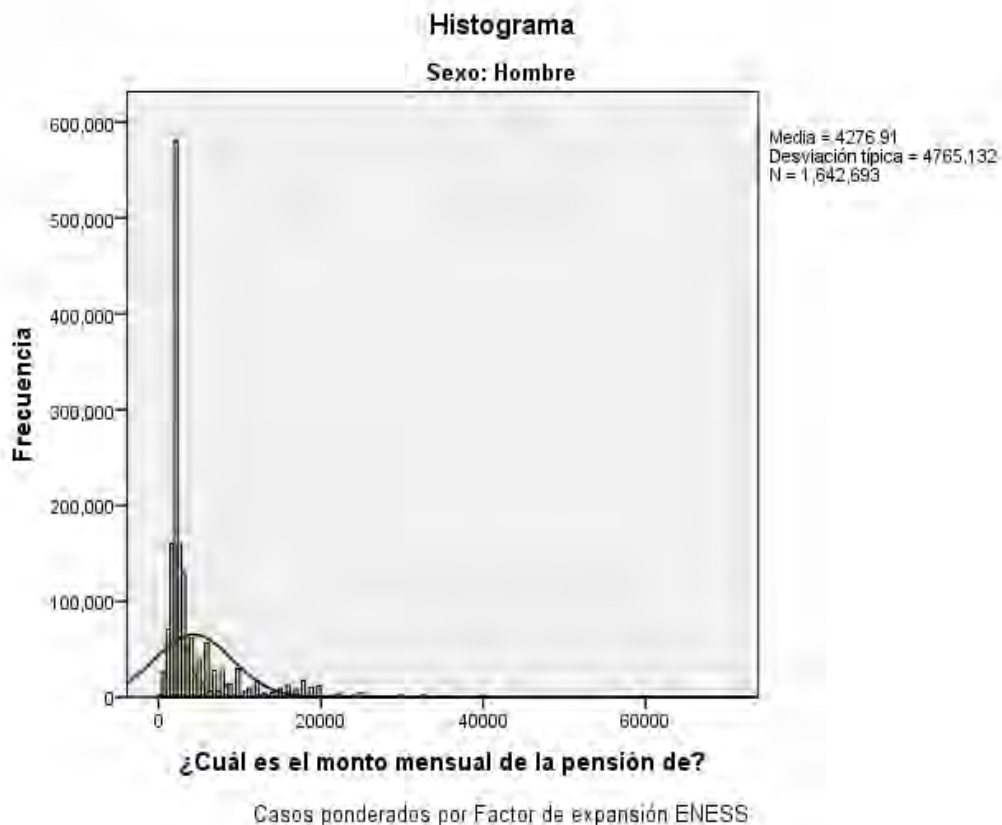 Histograma
Sexo: Hombre
600,000
500,000
400,000
300,000
200,000
100,000
0
Frecuencia
0 20000 40000 60000
¿Cuál es el monto mensual de la pensión de?
Casos ponderados por Factor de expansión ENESS
Media = 4276.91
Desviación típica = 4765.132
N = 1,642,693